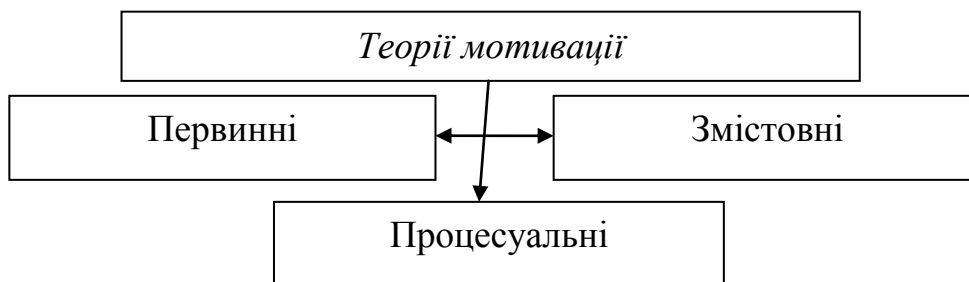 Теорії мотивації
Первинні
Змістовні
Процесуальні